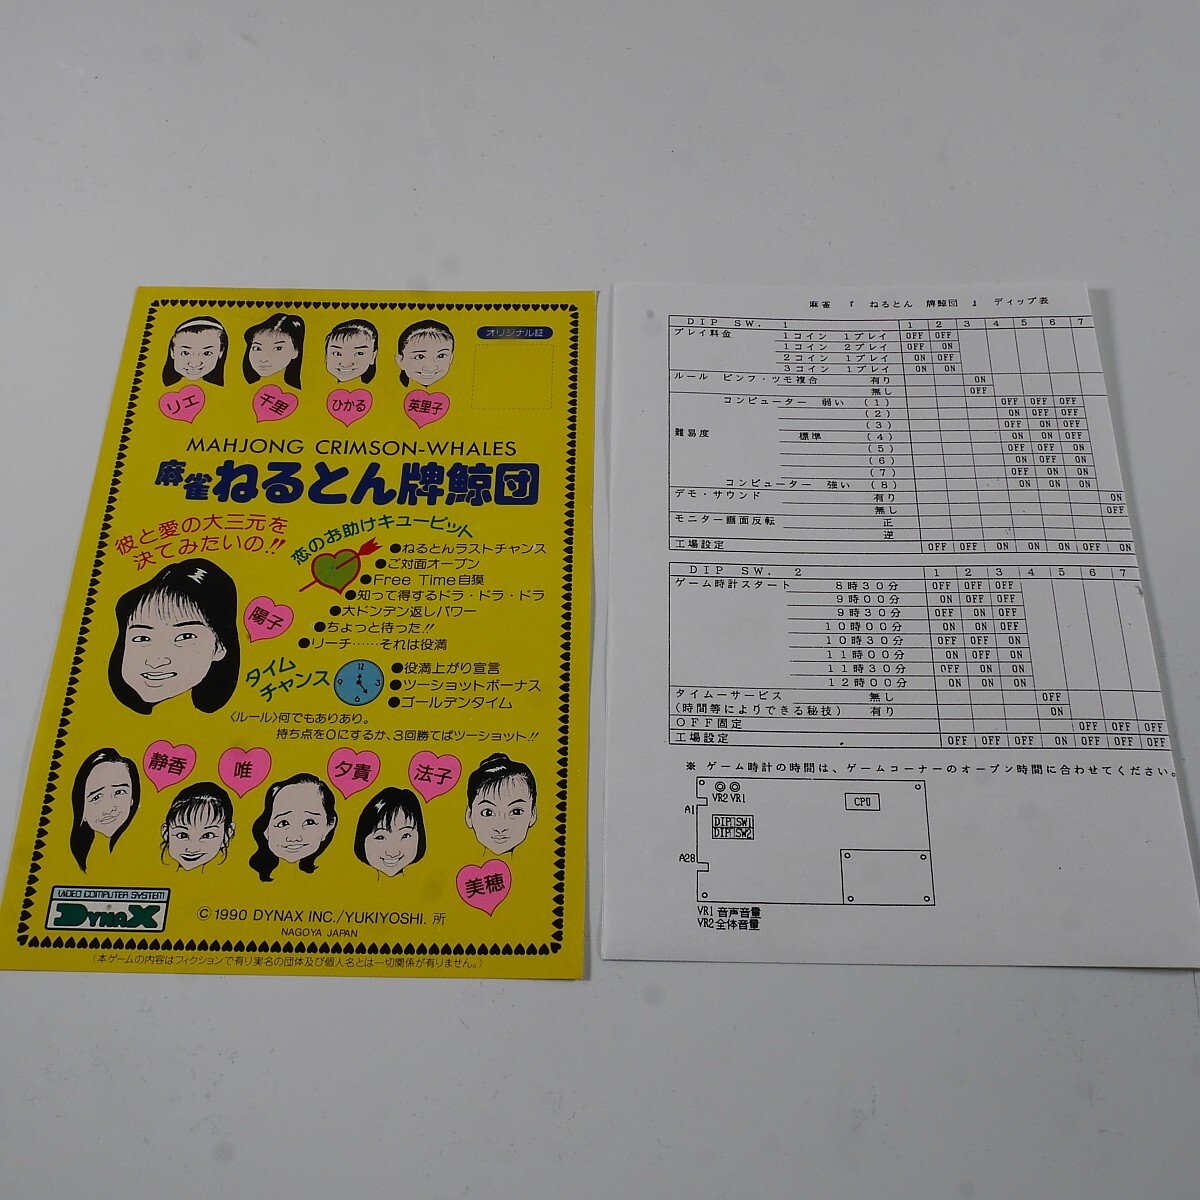 オリジナル証
リエ
千里
ひかる
英里子
MAHJONG CRIMSON-WHALES
麻雀ねるとん牌鯨団
彼と愛の大三元を
決てみたいの!!
恋のお助けキューピット
●ねるとんラストチャンス
●ご対面オープン
●Free Time自摸
●知って得するドラ・ドラ・ドラ
●大ドンデン返しパワー
●ちょっと待った!!
●リーチ……それは役満
陽子
タイム
チャンス
12
3
6
9
●役満上がり宣言
●ツーショットボーナス
●ゴールデンタイム
〈ルール〉何でもありあり。
持ち点を0にするか、3回勝てばツーショット!!
静香
唯
夕貴
法子
美穂
VIDEO COMPUTER SYSTEM
DYNAX
©1990 DYNAX INC./YUKIYOSHI. 所
NAGOYA JAPAN
(本ゲームの内容はフィクションで有り実名の団体及び個人名とは一切関係が有りません。)
麻雀 『 ねるとん 牌鯨団 』 ディップ表
DIP SW. 1 1 2 3 4 5 6 7
プレイ料金 1コイン 1プレイ OFF OFF
1コイン 2プレイ OFF ON
2コイン 1プレイ ON OFF
3コイン 1プレイ ON ON
ルール ピンフ・ツモ複合 有り ON
無し OFF
コンピューター 弱い (1) OFF OFF OFF
(2) ON OFF OFF
(3) OFF ON OFF
難易度 標準 (4) ON ON OFF
(5) OFF OFF ON
(6) ON OFF ON
(7) OFF ON ON
コンピューター 強い (8) ON ON ON
デモ・サウンド 有り ON
無し OFF
モニター画面反転 正
逆
工場設定 OFF OFF ON ON ON OFF ON
DIP SW. 2 1 2 3 4 5 6 7
ゲーム時計スタート 8時30分 OFF OFF OFF
9時00分 ON OFF OFF
9時30分 OFF ON OFF
10時00分 ON ON OFF
10時30分 OFF OFF ON
11時00分 ON OFF ON
11時30分 OFF ON ON
12時00分 ON ON ON
タイムーサービス 無し OFF
(時間等によりできる秘技) 有り ON
OFF固定 OFF OFF OFF
工場設定 OFF OFF OFF ON OFF OFF OFF
※ ゲーム時計の時間は、ゲームコーナーのオープン時間に合わせてください。
VR2 VR1
CPU
A1
DIP SW1
DIP SW2
A28
VR1 音声音量
VR2 全体音量